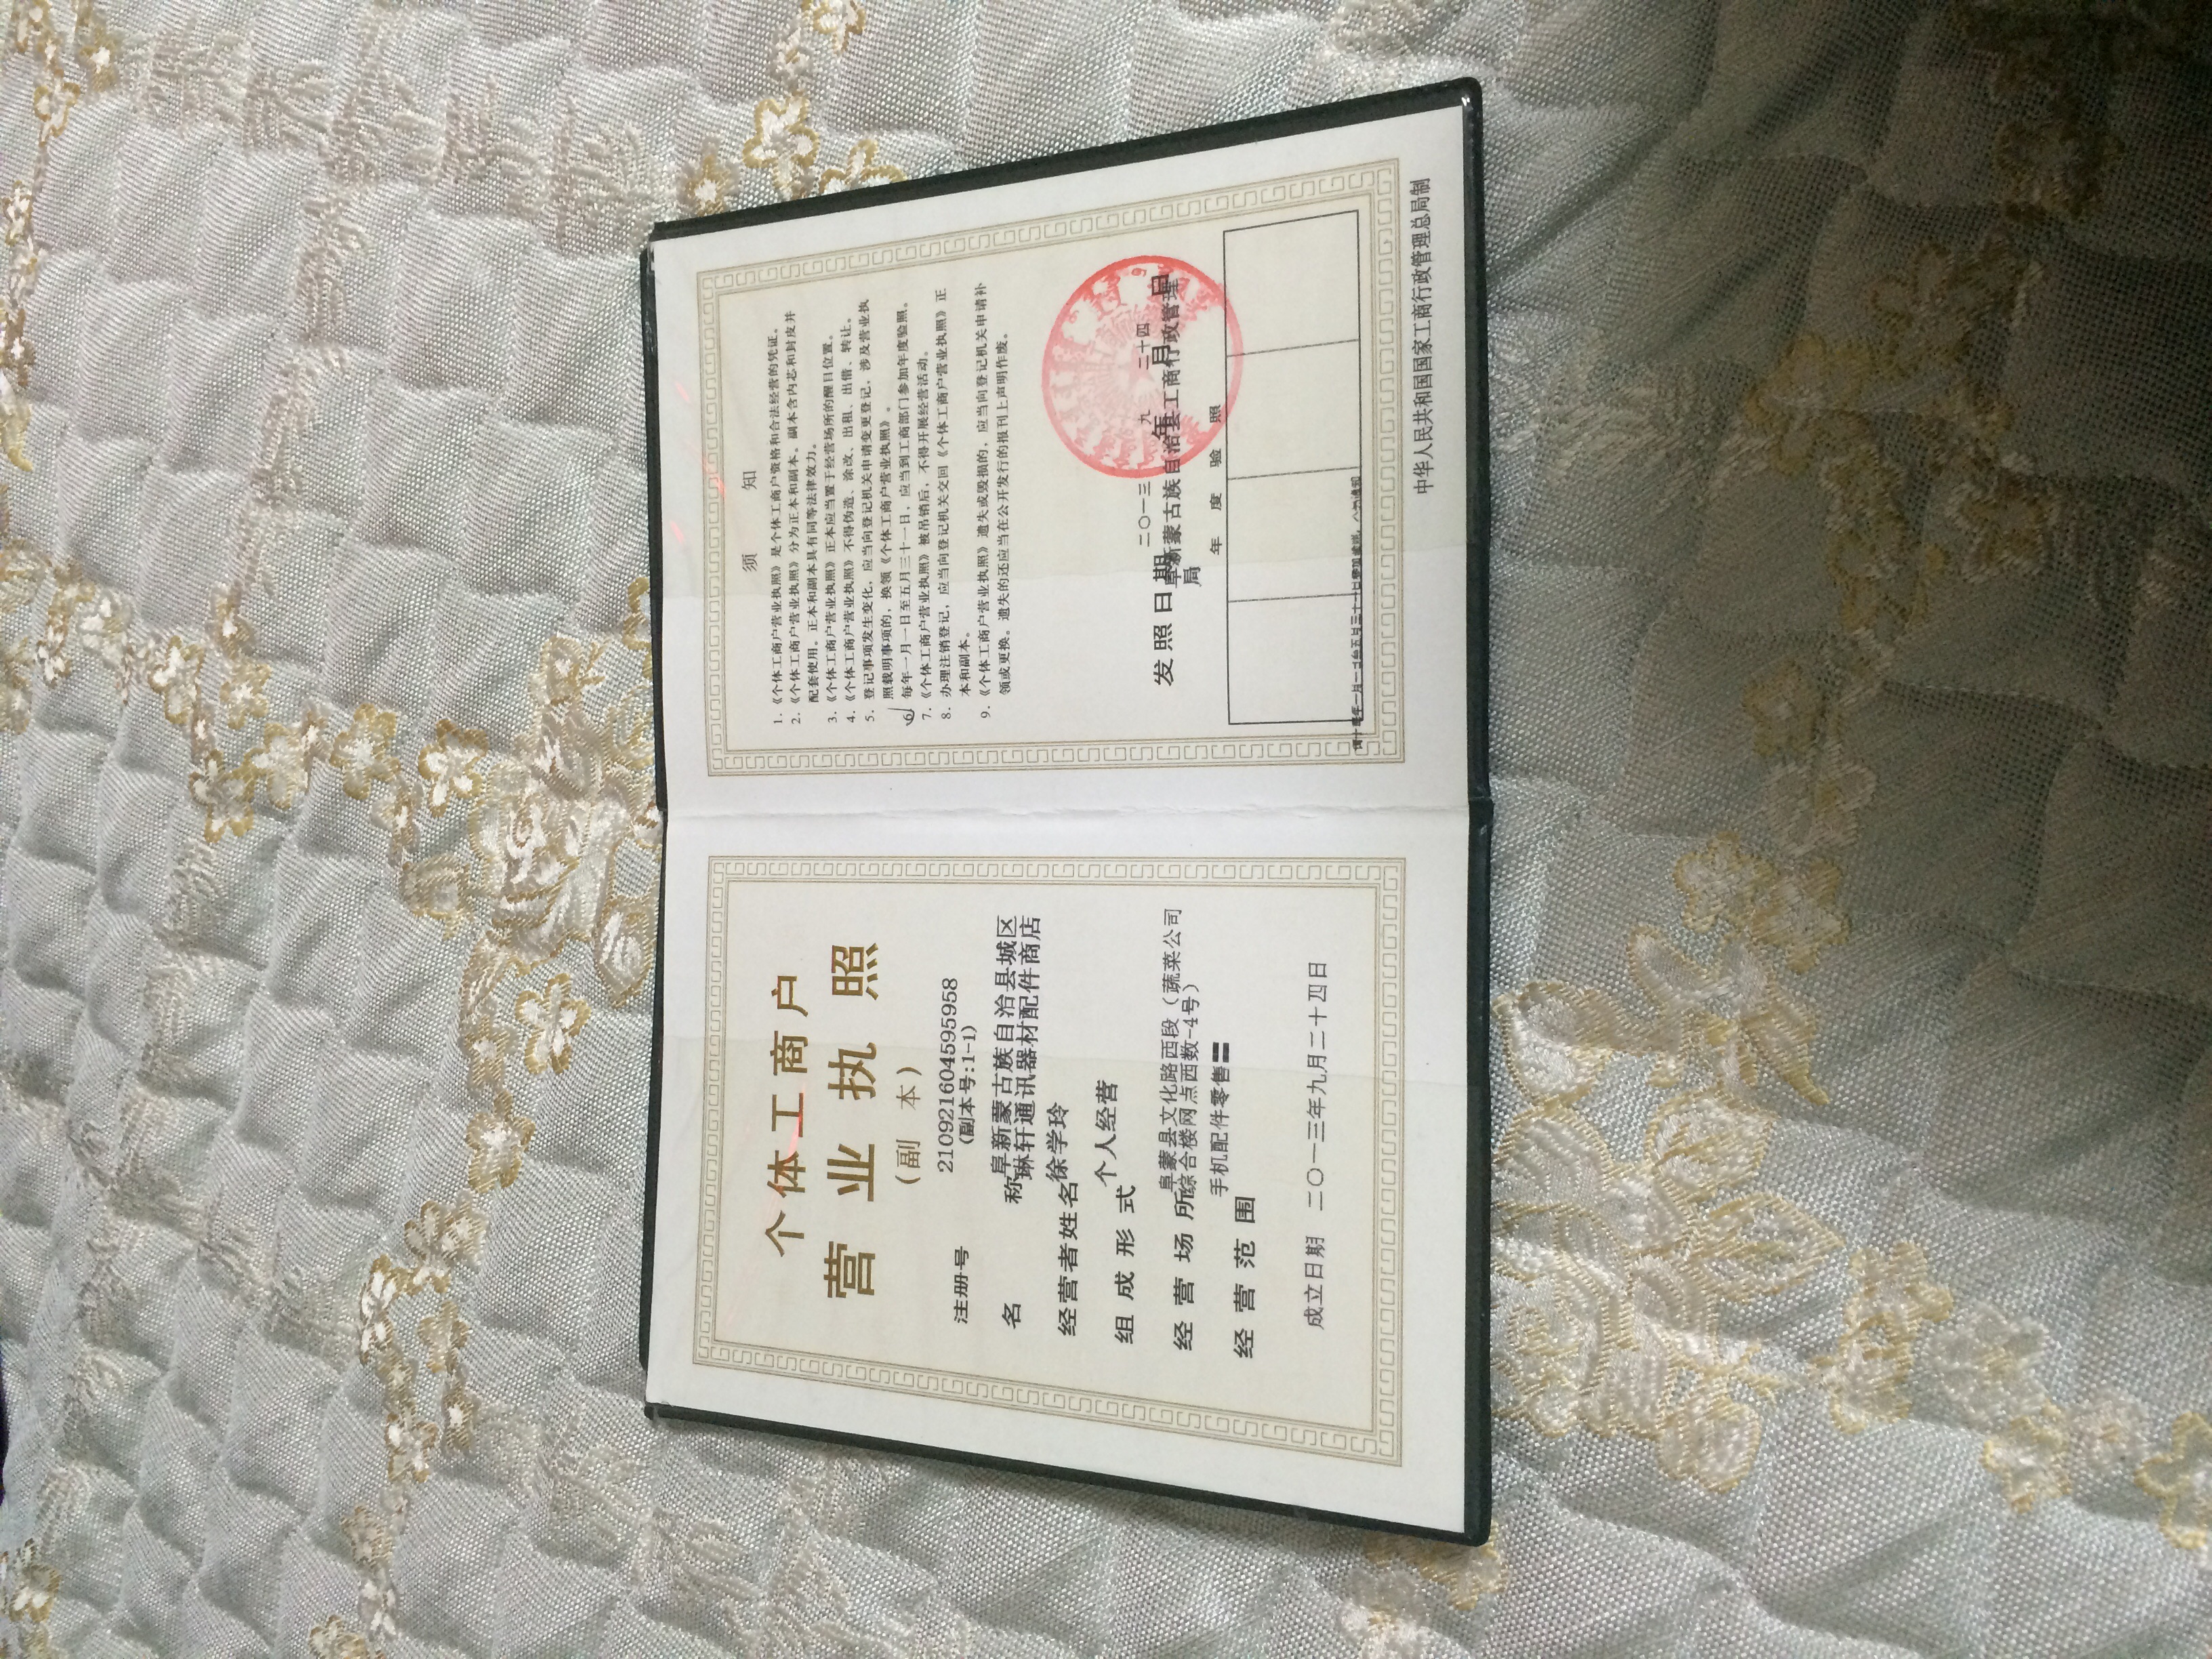 个体工商户
营业执照
(副 本)
注册号 210921604595958
(副本号:1-1)
名 称 阜新蒙古族自治县城区
琳轩通讯器材配件商店
经营者姓名 徐学玲
组成形式 个人经营
经营场所 阜蒙县文化路西段（蔬菜公司
综合楼网点西数-4号）
经营范围 手机配件零售
成立日期 二〇一三年九月二十四日
须 知
1.《个体工商户营业执照》是个体工商户资格和合法经营的凭证。
2.《个体工商户营业执照》分为正本和副本。副本含内芯和封皮并
配套使用。正本和副本具有同等法律效力。
3.《个体工商户营业执照》正本应当置于经营场所的醒目位置。
4.《个体工商户营业执照》不得伪造、涂改、出租、出借、转让。
5. 登记事项发生变化，应当向登记机关申请变更登记，涉及营业执
照载明事项的，换领《个体工商户营业执照》。
6. 每年一月一日至五月三十一日，应当到工商部门参加年度验照。
7.《个体工商户营业执照》被吊销后，不得开展经营活动。
8. 办理注销登记，应当向登记机关交回《个体工商户营业执照》正
本和副本。
9.《个体工商户营业执照》遗失或毁损的，应当向登记机关申请补
领或更换。遗失的还应当在公开发行的报刊上声明作废。
发照日期 二〇一三年九月二十四日
阜新蒙古族自治县工商行政管理
局
年度验照
中华人民共和国国家工商行政管理总局制